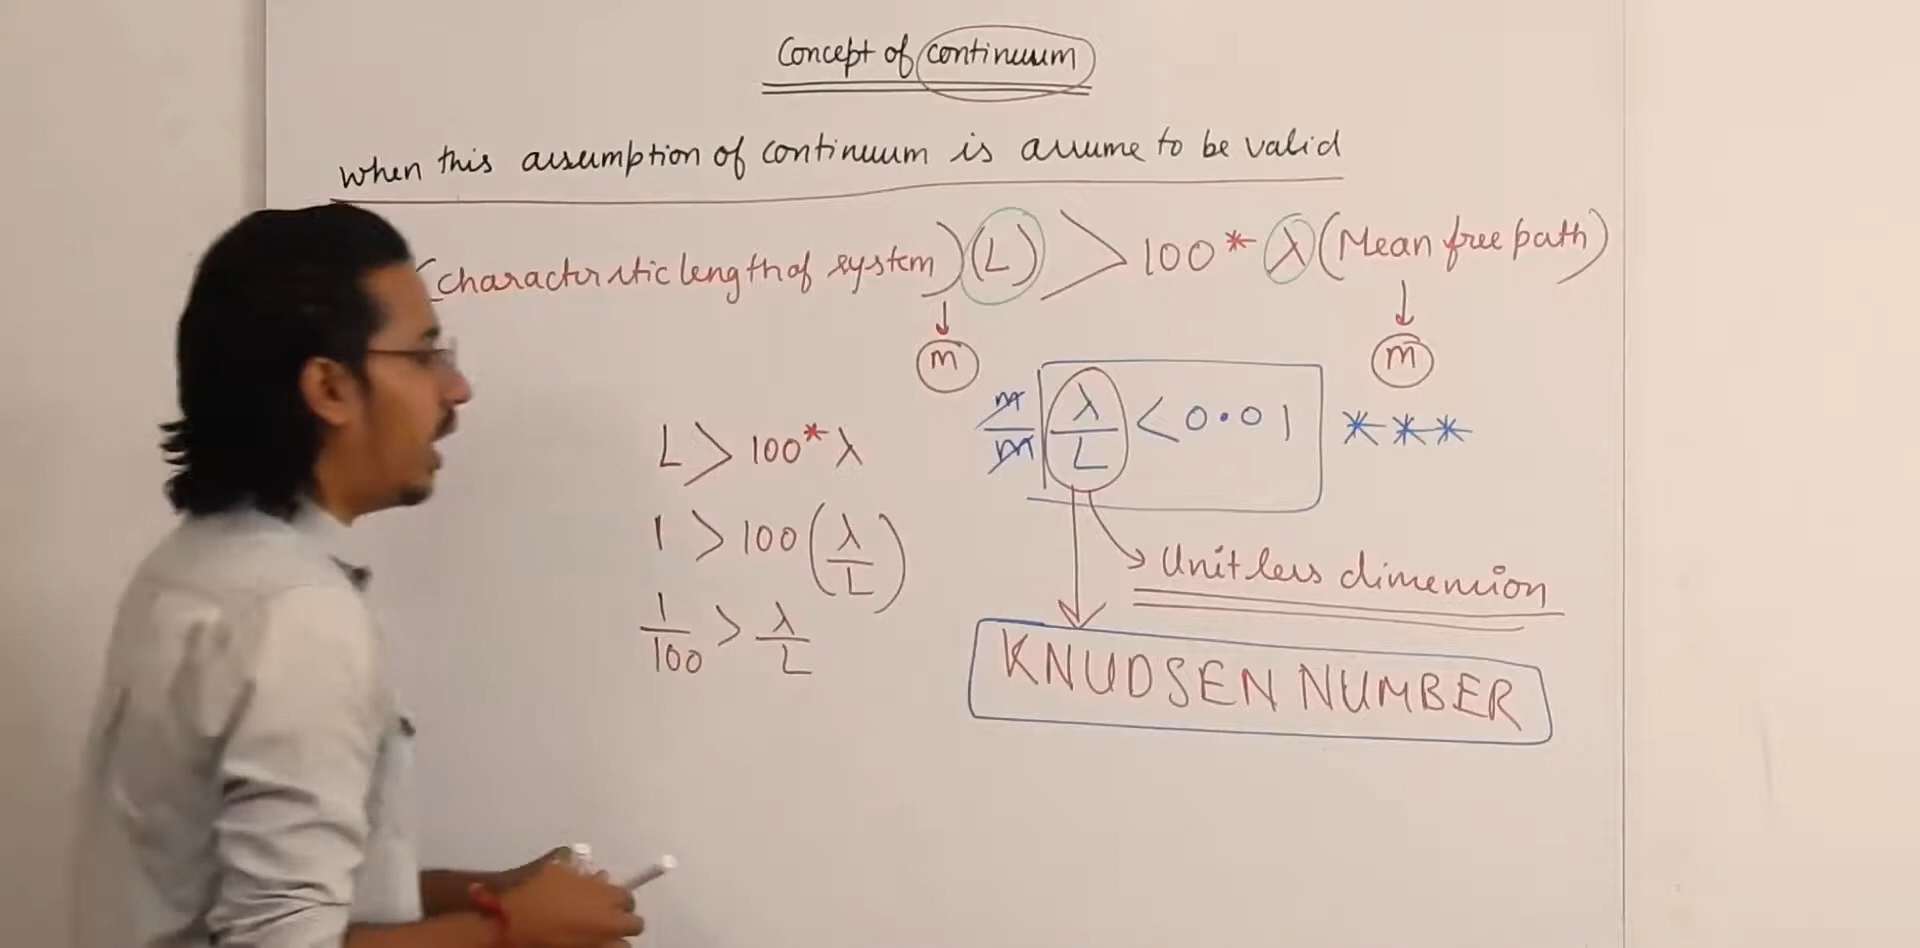 Concept of continuum
when this assumption of continuum is assume to be valid
(characteristic length of system) (L) > 100 * λ (Mean free path)
↓ ↓
m m
m/m λ/L < 0.01 ***
L > 100 * λ
1 > 100 (λ/L)
→ Unitless dimension
1/100 > λ/L
KNUDSEN NUMBER